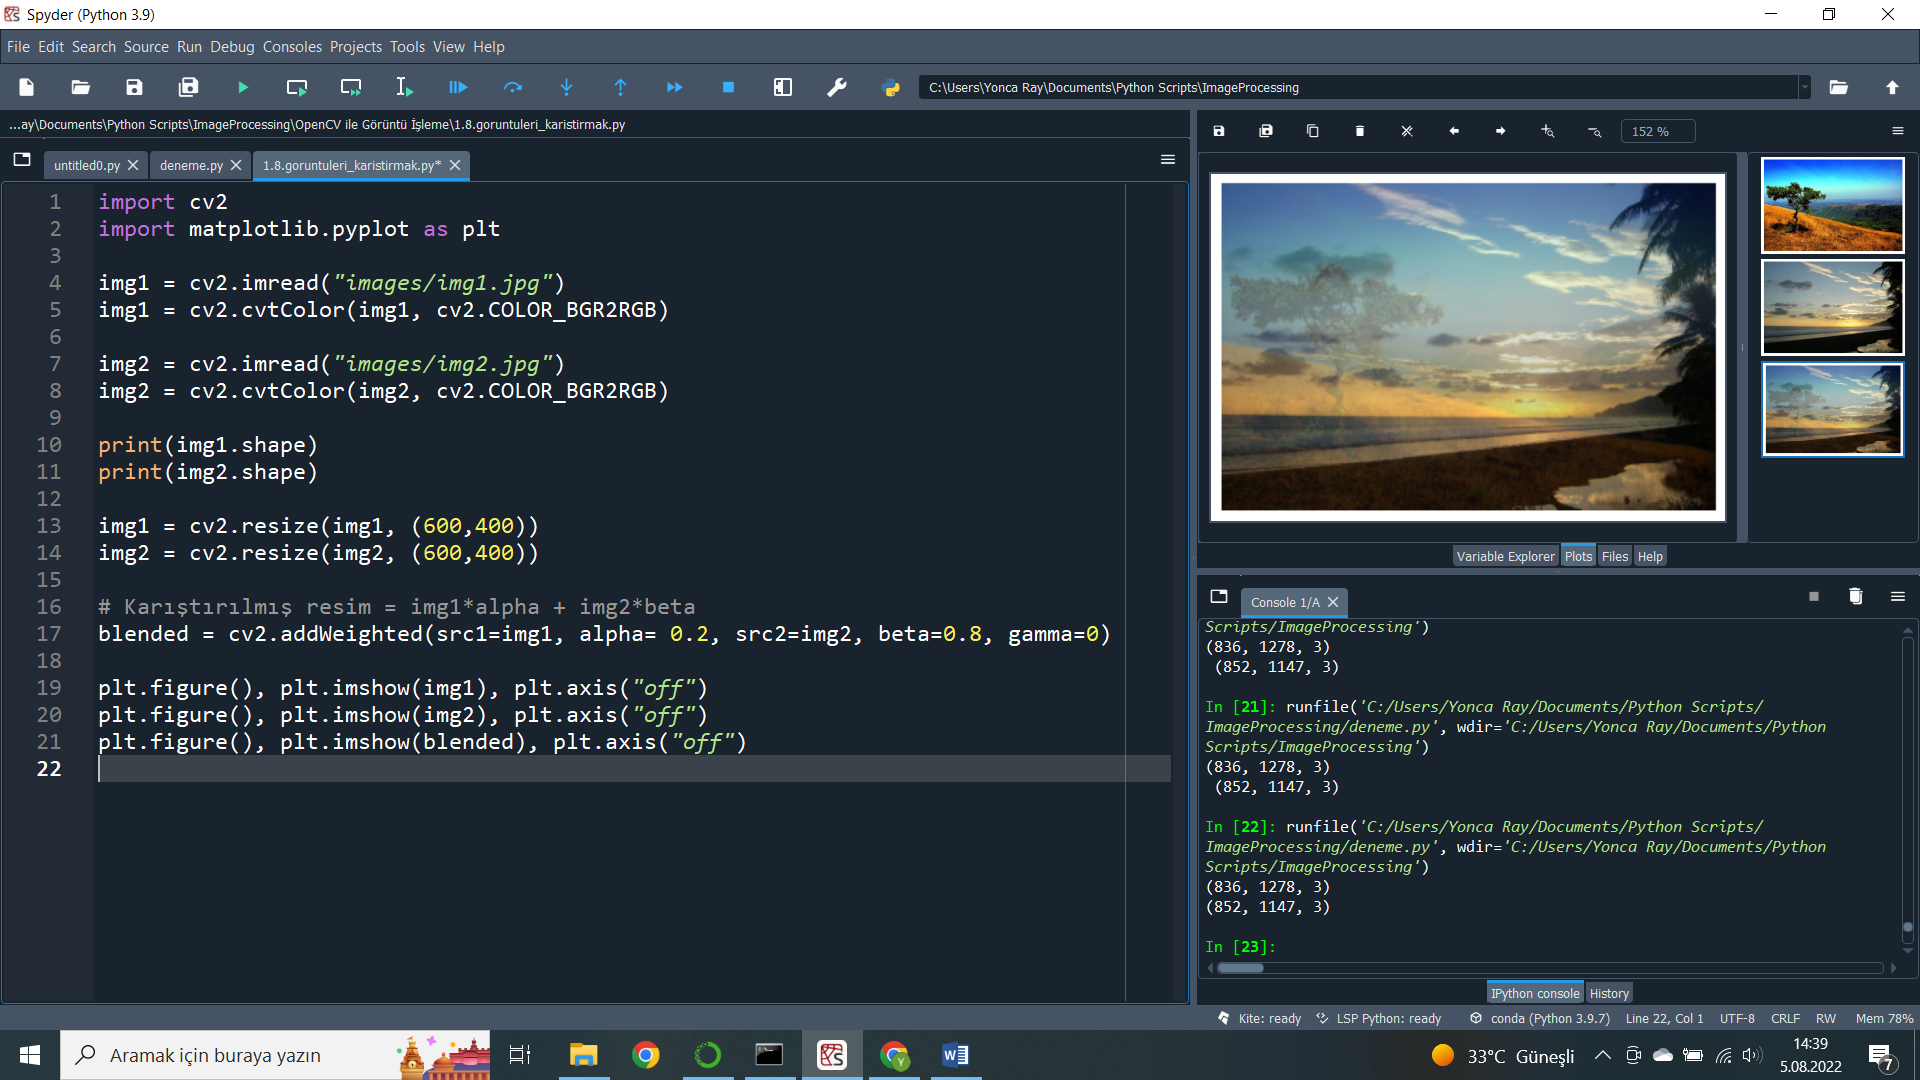 Spyder (Python 3.9)
File Edit Search Source Run Debug Consoles Projects Tools View Help
C:\Users\Yonca Ray\Documents\Python Scripts\ImageProcessing
...ay\Documents\Python Scripts\ImageProcessing\OpenCV ile Görüntü İşleme\1.8.goruntuleri_karistirmak.py
untitled0.py deneme.py 1.8.goruntuleri_karistirmak.py*
1 import cv2
2 import matplotlib.pyplot as plt
3
4 img1 = cv2.imread("images/img1.jpg")
5 img1 = cv2.cvtColor(img1, cv2.COLOR_BGR2RGB)
6
7 img2 = cv2.imread("images/img2.jpg")
8 img2 = cv2.cvtColor(img2, cv2.COLOR_BGR2RGB)
9
10 print(img1.shape)
11 print(img2.shape)
12
13 img1 = cv2.resize(img1, (600,400))
14 img2 = cv2.resize(img2, (600,400))
15
16 # Karıştırılmış resim = img1*alpha + img2*beta
17 blended = cv2.addWeighted(src1=img1, alpha= 0.2, src2=img2, beta=0.8, gamma=0)
18
19 plt.figure(), plt.imshow(img1), plt.axis("off")
20 plt.figure(), plt.imshow(img2), plt.axis("off")
21 plt.figure(), plt.imshow(blended), plt.axis("off")
22
152 %
Variable Explorer Plots Files Help
Console 1/A
Scripts/ImageProcessing')
(836, 1278, 3)
(852, 1147, 3)
In [21]: runfile('C:/Users/Yonca Ray/Documents/Python Scripts/
ImageProcessing/deneme.py', wdir='C:/Users/Yonca Ray/Documents/Python
Scripts/ImageProcessing')
(836, 1278, 3)
(852, 1147, 3)
In [22]: runfile('C:/Users/Yonca Ray/Documents/Python Scripts/
ImageProcessing/deneme.py', wdir='C:/Users/Yonca Ray/Documents/Python
Scripts/ImageProcessing')
(836, 1278, 3)
(852, 1147, 3)
In [23]:
IPython console History
Kite: ready LSP Python: ready conda (Python 3.9.7) Line 22, Col 1 UTF-8 CRLF RW Mem 78%
Aramak için buraya yazın
33°C Güneşli
14:39
5.08.2022
7